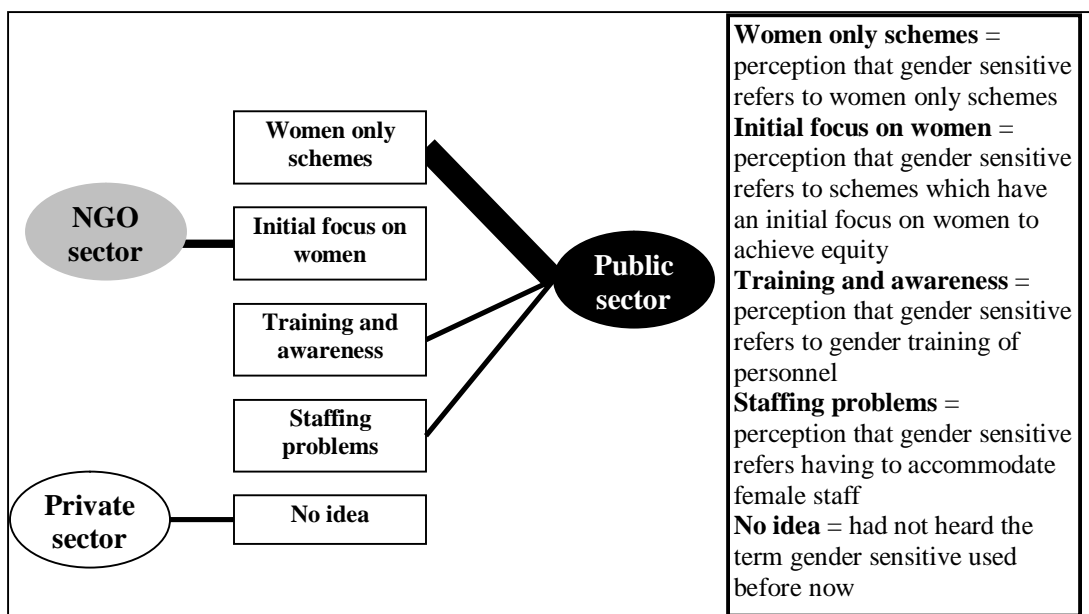 Women only
schemes
NGO
sector
Initial focus on
women
Public
sector
Training and
awareness
Staffing
problems
Private
sector
No idea
Women only schemes =
perception that gender sensitive
refers to women only schemes
Initial focus on women =
perception that gender sensitive
refers to schemes which have
an initial focus on women to
achieve equity
Training and awareness =
perception that gender sensitive
refers to gender training of
personnel
Staffing problems =
perception that gender sensitive
refers having to accommodate
female staff
No idea = had not heard the
term gender sensitive used
before now